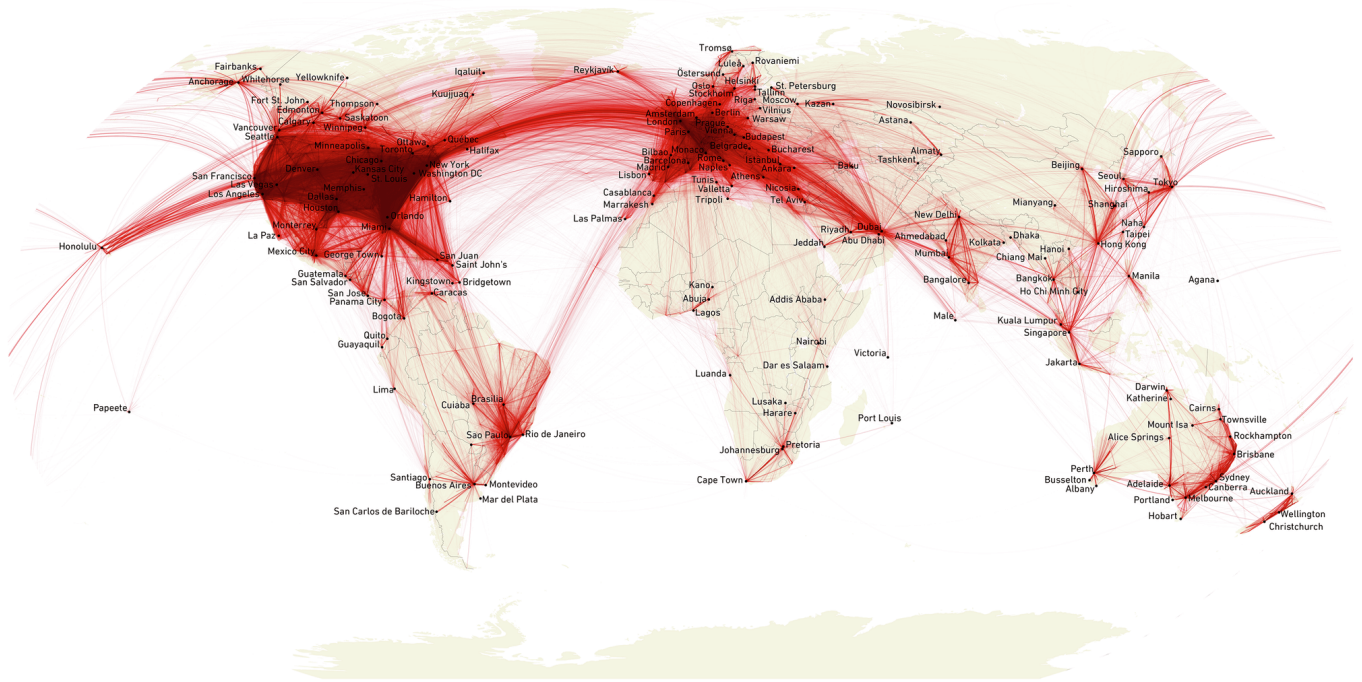 Tromsø
Rovaniemi
Luleå
Reykjavík
Östersund
Iqaluit
Fairbanks
Anchorage
Whitehorse
Yellowknife
Helsinki
Oslo
St. Petersburg
Stockholm
Tallinn
Kuujjuaq
Fort St. John
Thompson
Copenhagen
Riga
Moscow
Kazan
Novosibirsk
Edmonton
Vilnius
Amsterdam
Berlin
Saskatoon
Calgary
London
Prague
Warsaw
Astana
Vancouver
Winnipeg
Paris
Vienna
Seattle
Budapest
Québec
Ottawa
Minneapolis
Toronto
Halifax
Monaco
Belgrade
Bucharest
Bilbao
Almaty
Sapporo
Chicago
Barcelona
Rome
Istanbul
Tashkent
New York
Denver
Kansas City
Madrid
Naples
Ankara
Baku
Beijing
San Francisco
St. Louis
Washington DC
Lisbon
Athens
Seoul
Las Vegas
Memphis
Tunis
Nicosia
Hiroshima
Tokyo
Los Angeles
Dallas
Hamilton
Casablanca
Valletta
Tripoli
Tel Aviv
Houston
Marrakesh
Mianyang
Shanghai
Orlando
Las Palmas
New Delhi
Monterrey
Miami
Naha
La Paz
Riyadh
Dubai
Abu Dhabi
Ahmedabad
Dhaka
Taipei
Honolulu
Jeddah
Kolkata
Hanoi
Hong Kong
Mexico City
George Town
San Juan
Mumbai
Chiang Mai
Saint John's
Guatemala
San Salvador
Kingstown
Bridgetown
Kano
Bangalore
Bangkok
Manila
Agana
San José
Caracas
Panama City
Abuja
Addis Ababa
Ho Chi Minh City
Bogota
Lagos
Male
Kuala Lumpur
Singapore
Quito
Guayaquil
Nairobi
Victoria
Jakarta
Luanda
Dar es Salaam
Lima
Darwin
Katherine
Papeete
Cuiaba
Brasilia
Lusaka
Harare
Port Louis
Cairns
Townsville
Mount Isa
Sao Paulo
Rio de Janeiro
Alice Springs
Rockhampton
Johannesburg
Pretoria
Brisbane
Santiago
Buenos Aires
Montevideo
Cape Town
Perth
Busselton
Albany
Adelaide
Sydney
Canberra
Auckland
Mar del Plata
Portland
Melbourne
San Carlos de Bariloche
Hobart
Wellington
Christchurch